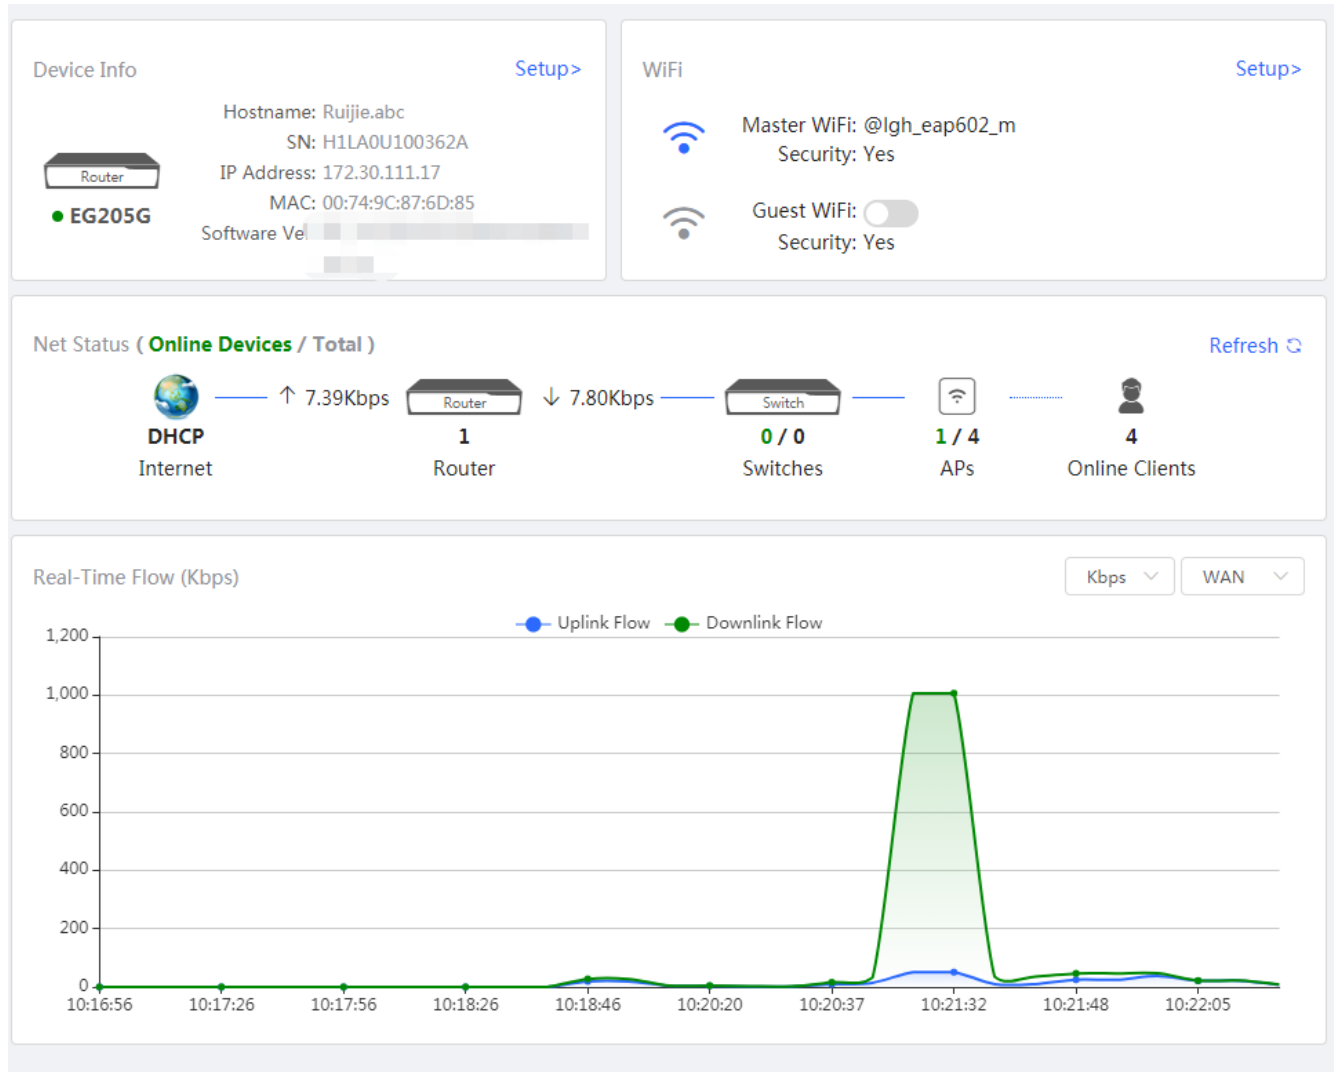 Device Info
Setup>
Hostname: Ruijie.abc
SN: H1LA0U100362A
IP Address: 172.30.111.17
MAC: 00:74:9C:87:6D:85
Software Ve
Router
EG205G
WiFi
Setup>
Master WiFi: @lgh_eap602_m
Security: Yes
Guest WiFi:
Security: Yes
Net Status ( Online Devices / Total )
Refresh
↑ 7.39Kbps
Router
↓ 7.80Kbps
Switch
DHCP
1
0 / 0
1 / 4
4
Internet
Router
Switches
APs
Online Clients
Real-Time Flow (Kbps)
Kbps
WAN
Uplink Flow
Downlink Flow
1,200
1,000
800
600
400
200
0
10:16:56 10:17:26 10:17:56 10:18:26 10:18:46 10:20:20 10:20:37 10:21:32 10:21:48 10:22:05